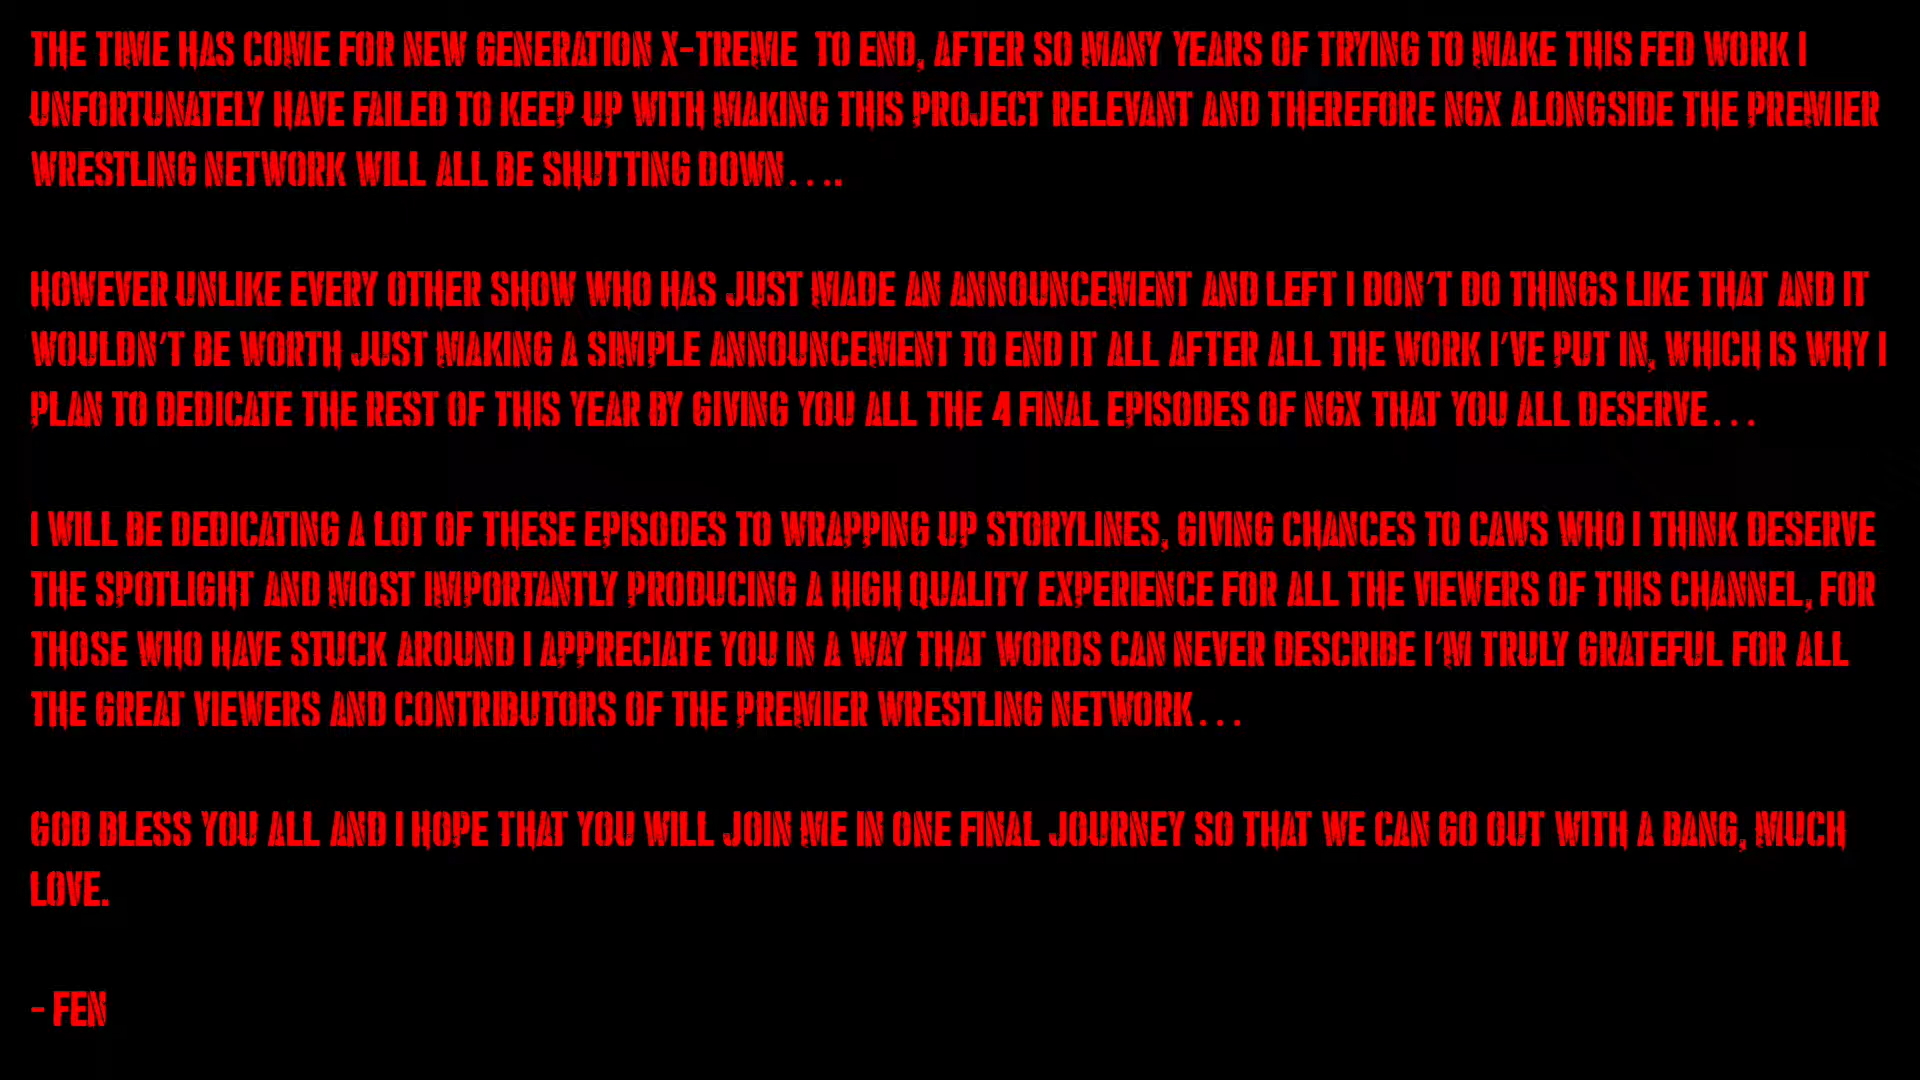 THE TIME HAS COME FOR NEW GENERATION X-TREME TO END, AFTER SO MANY YEARS OF TRYING TO MAKE THIS FED WORK I
UNFORTUNATELY HAVE FAILED TO KEEP UP WITH MAKING THIS PROJECT RELEVANT AND THEREFORE NGX ALONGSIDE THE PREMIER
WRESTLING NETWORK WILL ALL BE SHUTTING DOWN....
HOWEVER UNLIKE EVERY OTHER SHOW WHO HAS JUST MADE AN ANNOUNCEMENT AND LEFT I DON'T DO THINGS LIKE THAT AND IT
WOULDN'T BE WORTH JUST MAKING A SIMPLE ANNOUNCEMENT TO END IT ALL AFTER ALL THE WORK I'VE PUT IN, WHICH IS WHY I
PLAN TO DEDICATE THE REST OF THIS YEAR BY GIVING YOU ALL THE 4 FINAL EPISODES OF NGX THAT YOU ALL DESERVE...
I WILL BE DEDICATING A LOT OF THESE EPISODES TO WRAPPING UP STORYLINES, GIVING CHANCES TO CAWS WHO I THINK DESERVE
THE SPOTLIGHT AND MOST IMPORTANTLY PRODUCING A HIGH QUALITY EXPERIENCE FOR ALL THE VIEWERS OF THIS CHANNEL, FOR
THOSE WHO HAVE STUCK AROUND I APPRECIATE YOU IN A WAY THAT WORDS CAN NEVER DESCRIBE I'M TRULY GRATEFUL FOR ALL
THE GREAT VIEWERS AND CONTRIBUTORS OF THE PREMIER WRESTLING NETWORK...
GOD BLESS YOU ALL AND I HOPE THAT YOU WILL JOIN ME IN ONE FINAL JOURNEY SO THAT WE CAN GO OUT WITH A BANG, MUCH
LOVE.
- FEN